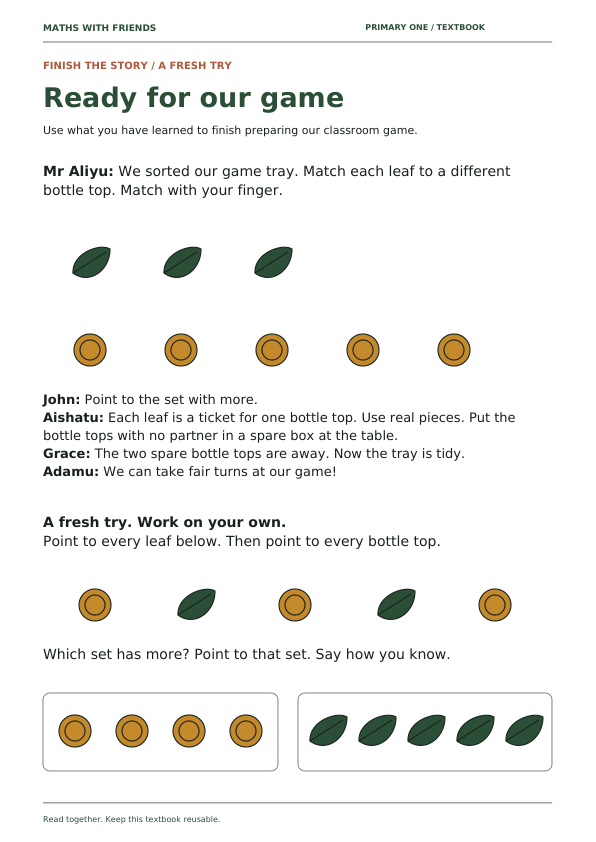 MATHS WITH FRIENDS
PRIMARY ONE / TEXTBOOK
FINISH THE STORY / A FRESH TRY
Ready for our game
Use what you have learned to finish preparing our classroom game.
Mr Aliyu: We sorted our game tray. Match each leaf to a different
bottle top. Match with your finger.
John: Point to the set with more.
Aishatu: Each leaf is a ticket for one bottle top. Use real pieces. Put the
bottle tops with no partner in a spare box at the table.
Grace: The two spare bottle tops are away. Now the tray is tidy.
Adamu: We can take fair turns at our game!
A fresh try. Work on your own.
Point to every leaf below. Then point to every bottle top.
Which set has more? Point to that set. Say how you know.
Read together. Keep this textbook reusable.